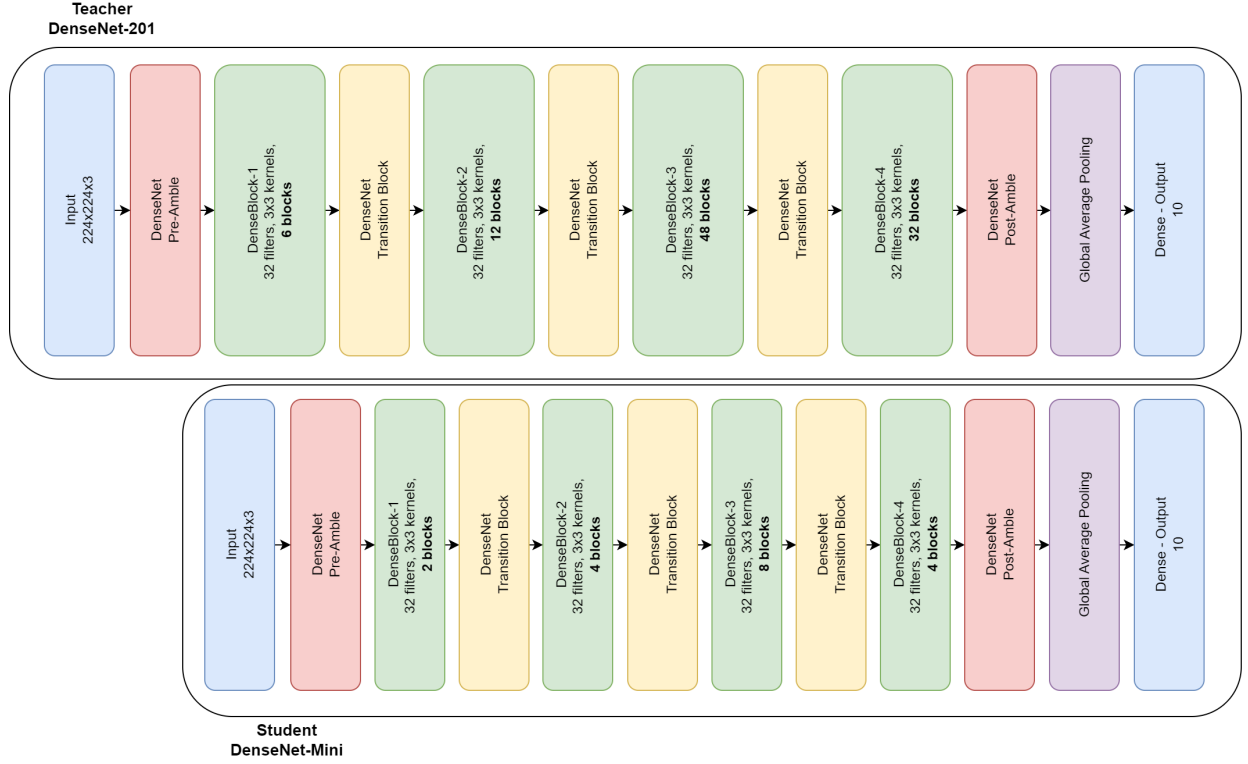 Teacher
DenseNet-201
Input
224x224x3
DenseNet
Pre-Amble
DenseBlock-1
32 filters, 3x3 kernels,
6 blocks
DenseNet
Transition Block
DenseBlock-2
32 filters, 3x3 kernels,
12 blocks
DenseNet
Transition Block
DenseBlock-3
32 filters, 3x3 kernels,
48 blocks
DenseNet
Transition Block
DenseBlock-4
32 filters, 3x3 kernels,
32 blocks
DenseNet
Post-Amble
Global Average Pooling
Dense - Output
10
Input
224x224x3
DenseNet
Pre-Amble
DenseBlock-1
32 filters, 3x3 kernels,
2 blocks
DenseNet
Transition Block
DenseBlock-2
32 filters, 3x3 kernels,
4 blocks
DenseNet
Transition Block
DenseBlock-3
32 filters, 3x3 kernels,
8 blocks
DenseNet
Transition Block
DenseBlock-4
32 filters, 3x3 kernels,
4 blocks
DenseNet
Post-Amble
Global Average Pooling
Dense - Output
10
Student
DenseNet-Mini